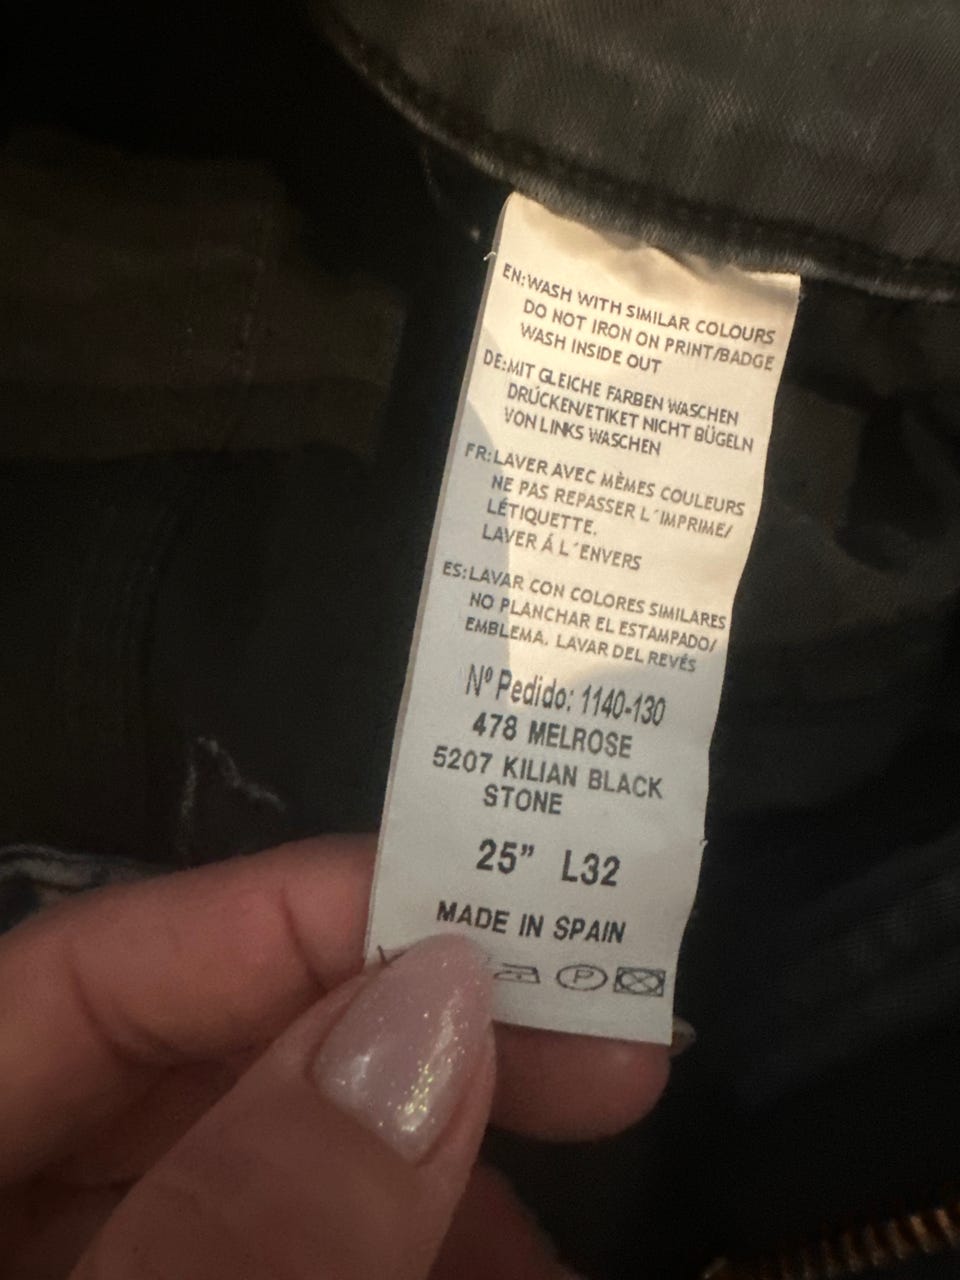 EN:WASH WITH SIMILAR COLOURS
DO NOT IRON ON PRINT/BADGE
WASH INSIDE OUT
DE:MIT GLEICHE FARBEN WASCHEN
DRÜCKEN/ETIKET NICHT BÜGELN
VON LINKS WASCHEN
FR:LAVER AVEC MÈMES COULEURS
NE PAS REPASSER L´IMPRIME/
LÉTIQUETTE.
LAVER Á L´ENVERS
ES:LAVAR CON COLORES SIMILARES
NO PLANCHAR EL ESTAMPADO/
EMBLEMA. LAVAR DEL REVÉS
Nº Pedido: 1140-130
478 MELROSE
5207 KILIAN BLACK
STONE
25” L32
MADE IN SPAIN
P